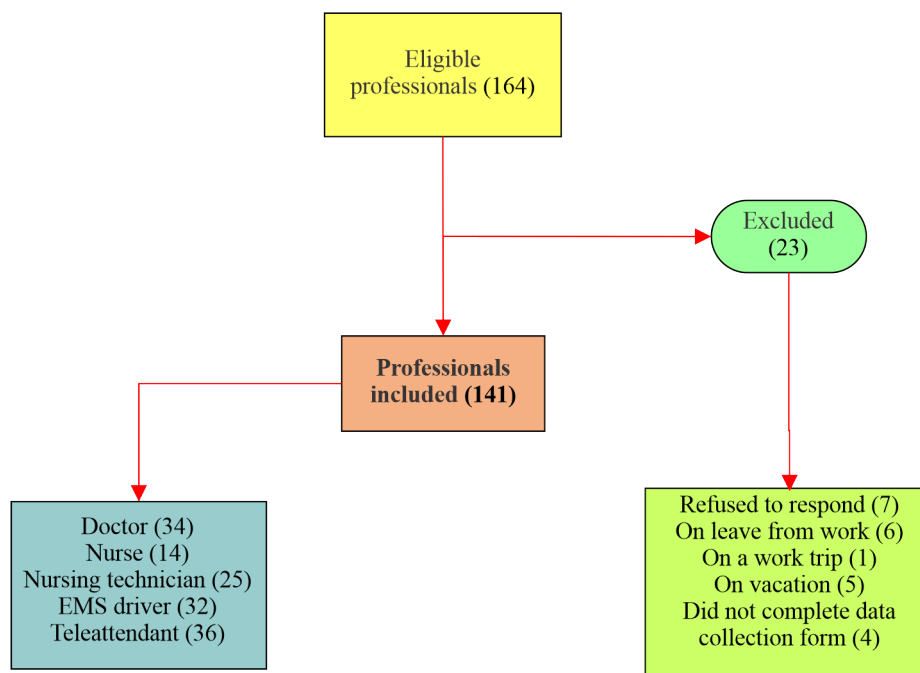 Eligible
professionals (164)
Excluded
(23)
Professionals
included (141)
Doctor (34)
Nurse (14)
Nursing technician (25)
EMS driver (32)
Teleattendant (36)
Refused to respond (7)
On leave from work (6)
On a work trip (1)
On vacation (5)
Did not complete data
collection form (4)